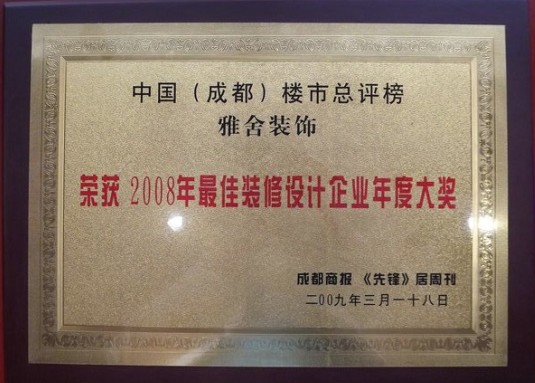 中国（成都）楼市总评榜
雅舍装饰
荣获 2008年最佳装修设计企业年度大奖
成都商报 《先锋》居周刊
二00九年三月一十八日